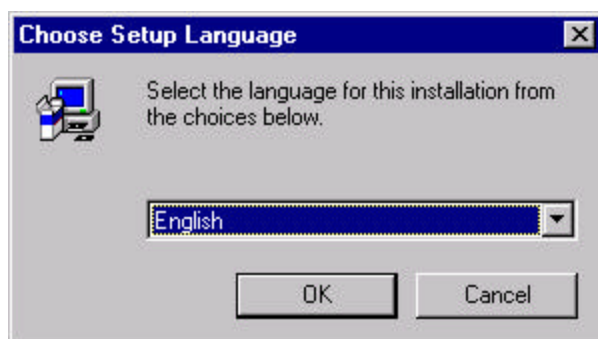 Choose Setup Language
Select the language for this installation from
the choices below.
English
OK
Cancel